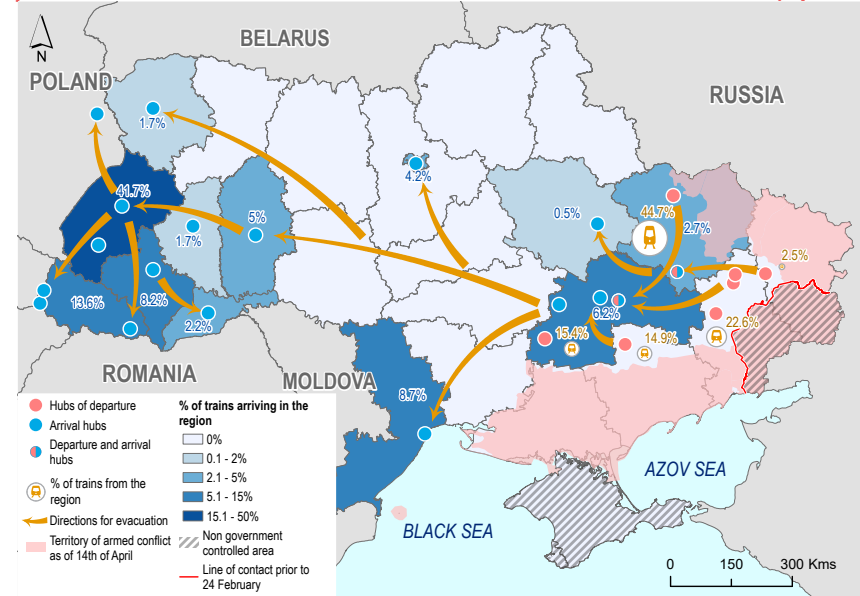 BELARUS
N
POLAND
RUSSIA
1.7%
4.2%
41.7%
1.7%
5%
0.5%
44.7%
2.7%
2.5%
13.6%
8.2%
2.2%
6.2%
15.4%
14.9%
22.6%
ROMANIA
MOLDOVA
8.7%
AZOV SEA
BLACK SEA
Hubs of departure
Arrival hubs
Departure and arrival
hubs
% of trains from the
region
Directions for evacuation
Territory of armed conflict
as of 14th of April
% of trains arriving in the
region
0%
0.1 - 2%
2.1 - 5%
5.1 - 15%
15.1 - 50%
Non government
controlled area
Line of contact prior to
24 February
0 150 300 Kms